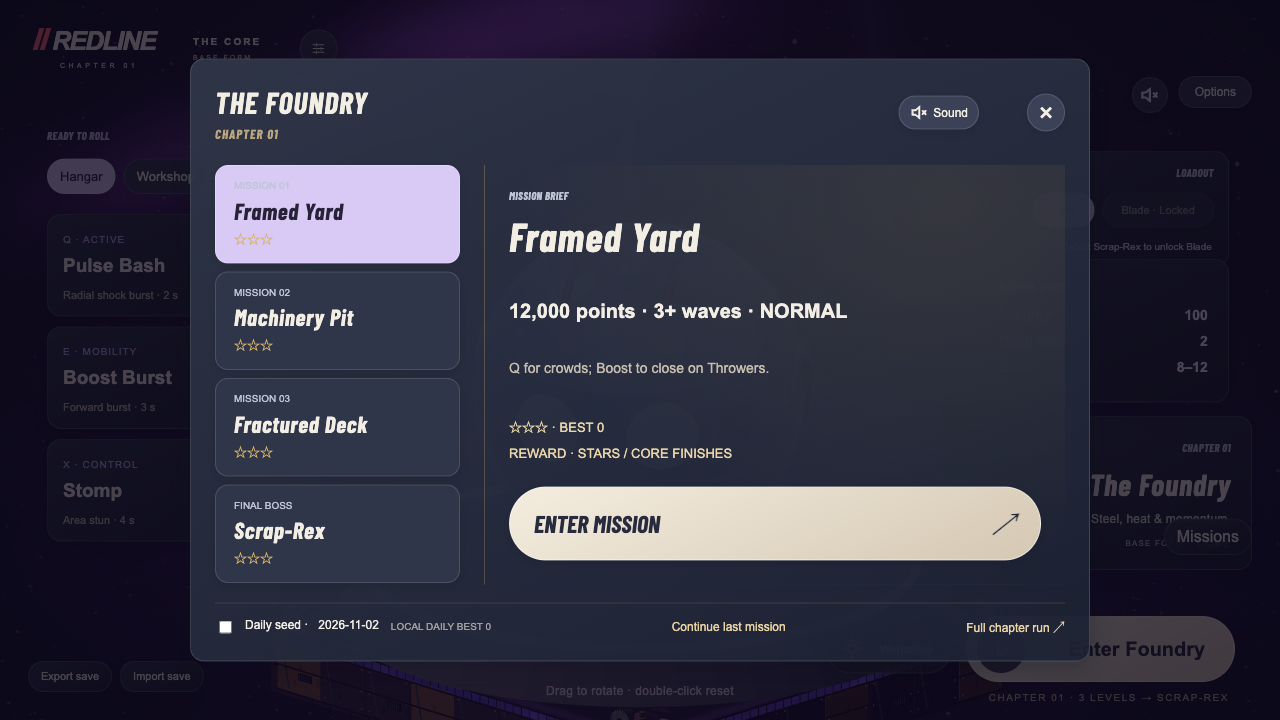 REDLINE
CHAPTER 01
THE CORE
BASE FORM
Options
READY TO ROLL
Hangar
Workshop
Q · ACTIVE
Pulse Bash
Radial shock burst · 2 s
E · MOBILITY
Boost Burst
Forward burst · 3 s
X · CONTROL
Stomp
Area stun · 4 s
Export save
Import save
THE FOUNDRY
CHAPTER 01
Sound
MISSION 01
Framed Yard
☆☆☆
MISSION 02
Machinery Pit
☆☆☆
MISSION 03
Fractured Deck
☆☆☆
FINAL BOSS
Scrap-Rex
☆☆☆
MISSION BRIEF
Framed Yard
12,000 points · 3+ waves · NORMAL
Q for crowds; Boost to close on Throwers.
☆☆☆ · BEST 0
REWARD · STARS / CORE FINISHES
ENTER MISSION
Daily seed · 2026-11-02 LOCAL DAILY BEST 0
Continue last mission
Full chapter run ↗
LOADOUT
Blade · Locked
Scrap-Rex to unlock Blade
100
2
8–12
CHAPTER 01
The Foundry
Steel, heat & momentum
BASE FO
Missions
Enter Foundry
CHAPTER 01 · 3 LEVELS → SCRAP-REX
Drag to rotate · double-click reset